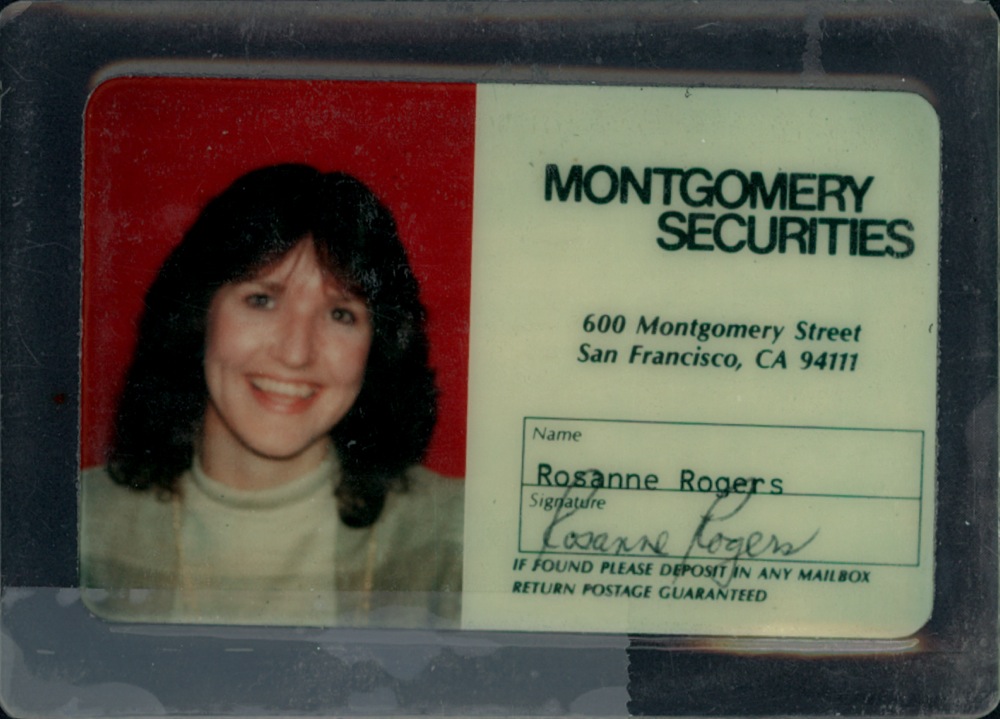 MONTGOMERY
SECURITIES
600 Montgomery Street
San Francisco, CA 94111
Name
Rosanne Rogers
Signature
Rosanne Rogers
IF FOUND PLEASE DEPOSIT IN ANY MAILBOX
RETURN POSTAGE GUARANTEED